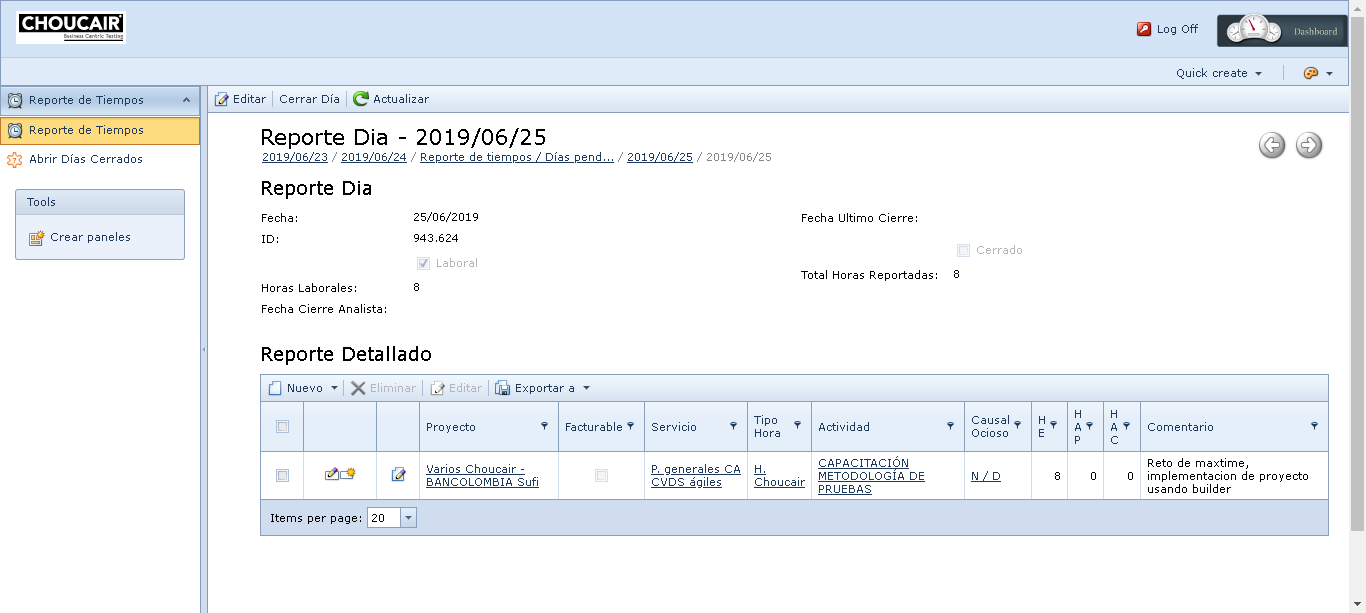 CHOUCAIR
Business Centric Testing
Log Off
Dashboard
Quick create
Reporte de Tiempos
Reporte de Tiempos
Abrir Días Cerrados
Tools
Crear paneles
Editar Cerrar Día Actualizar
Reporte Dia - 2019/06/25
2019/06/23 / 2019/06/24 / Reporte de tiempos / Días pend... / 2019/06/25 / 2019/06/25
Reporte Dia
Fecha: 25/06/2019 Fecha Ultimo Cierre:
ID: 943.624
Cerrado
Laboral
Total Horas Reportadas: 8
Horas Laborales: 8
Fecha Cierre Analista:
Reporte Detallado
Nuevo Eliminar Editar Exportar a
Proyecto
Facturable
Servicio
Tipo
Hora
Actividad
Causal
Ocioso
H
E
H
A
P
H
A
C
Comentario
Varios Choucair -
BANCOLOMBIA Sufi
P. generales CA
CVDS ágiles
H.
Choucair
CAPACITACIÓN
METODOLOGÍA DE
PRUEBAS
N / D
8
0
0
Reto de maxtime,
implementacion de proyecto
usando builder
Items per page: 20